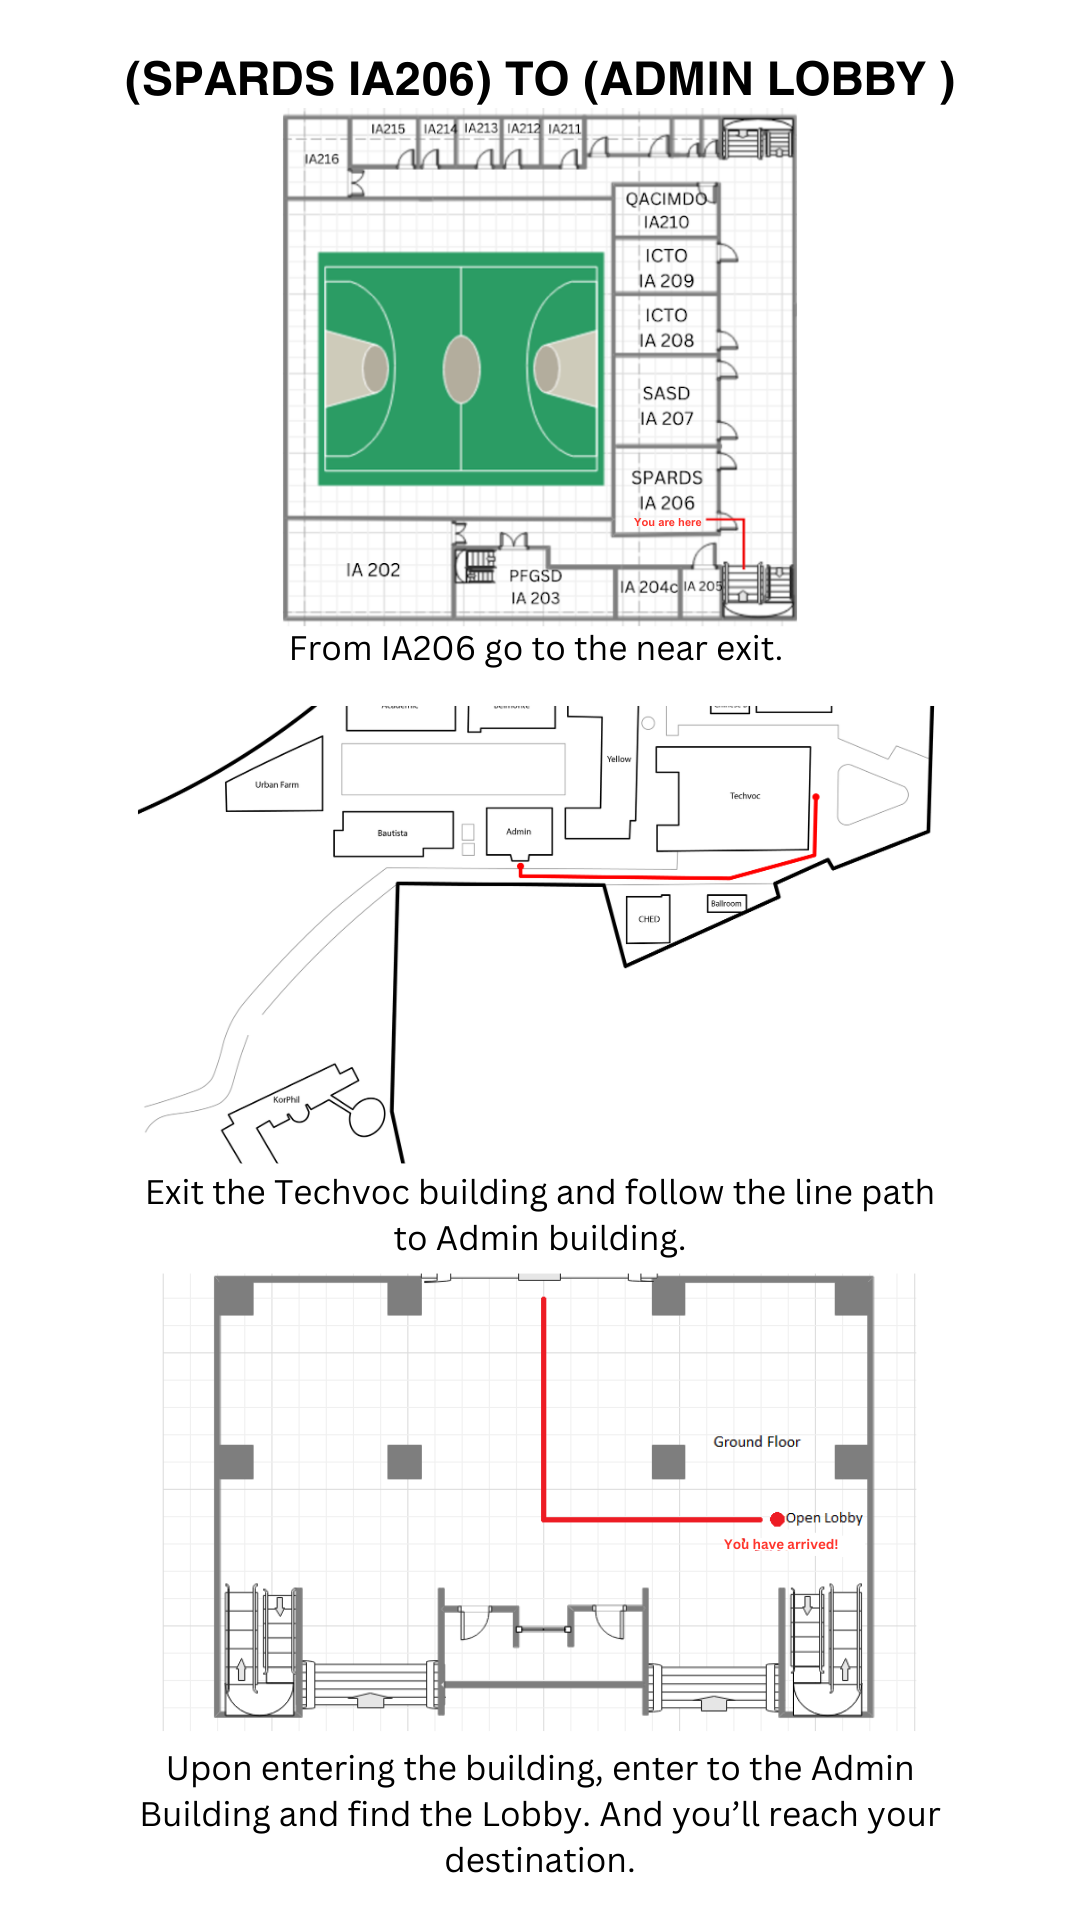 (SPARDS IA206) TO (ADMIN LOBBY )
IA215
IA214
IA213
IA212
IA211
IA216
QACIMDO
IA210
ICTO
IA 209
ICTO
IA 208
SASD
IA 207
SPARDS
IA 206
You are here
IA 202
PFGSD
IA 203
IA 204c
IA 205
From IA206 go to the near exit.
Academic
Belmonte
Yellow
Urban Farm
Techvoc
Bautista
Admin
CHED
Ballroom
KorPhil
Exit the Techvoc building and follow the line path
to Admin building.
Ground Floor
Open Lobby
You have arrived!
Upon entering the building, enter to the Admin
Building and find the Lobby. And you’ll reach your
destination.